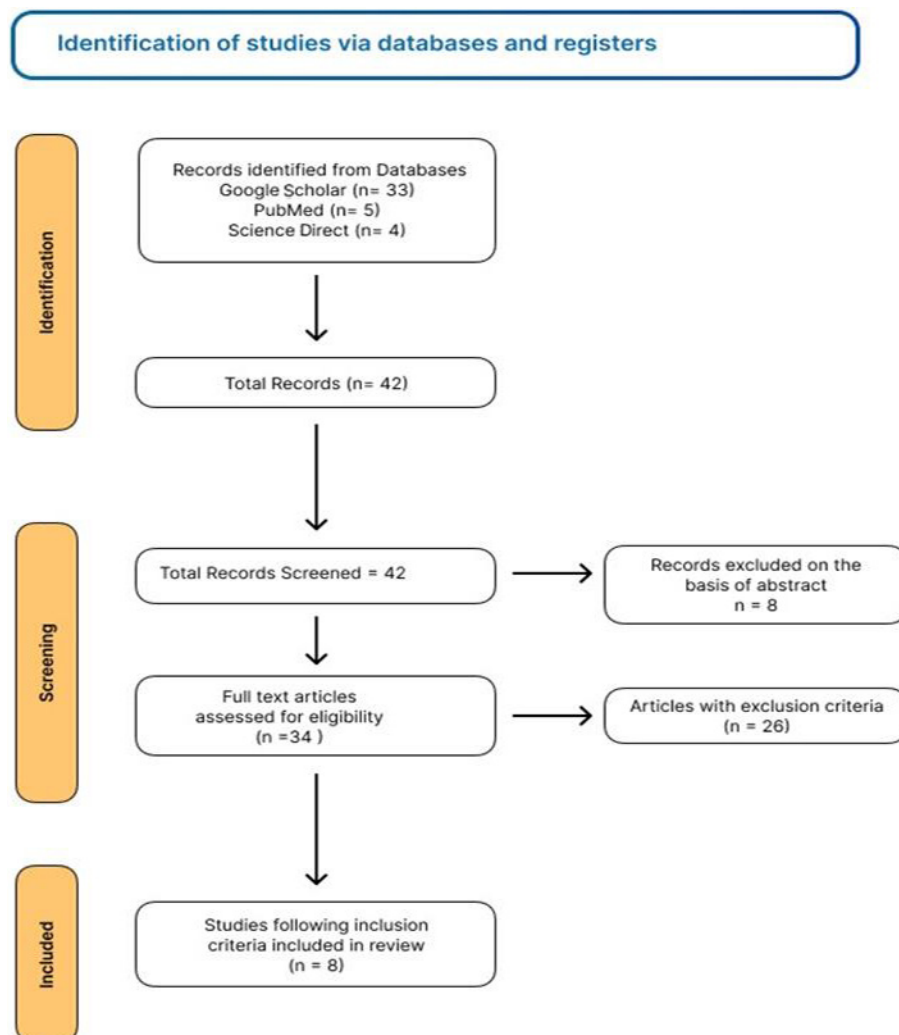 Identification of studies via databases and registers
Identification
Records identified from Databases
Google Scholar (n= 33)
PubMed (n= 5)
Science Direct (n= 4)
Total Records (n= 42)
Screening
Total Records Screened = 42
Records excluded on the
basis of abstract
n = 8
Full text articles
assessed for eligibility
(n =34 )
Articles with exclusion criteria
(n = 26)
Included
Studies following inclusion
criteria included in review
(n = 8)